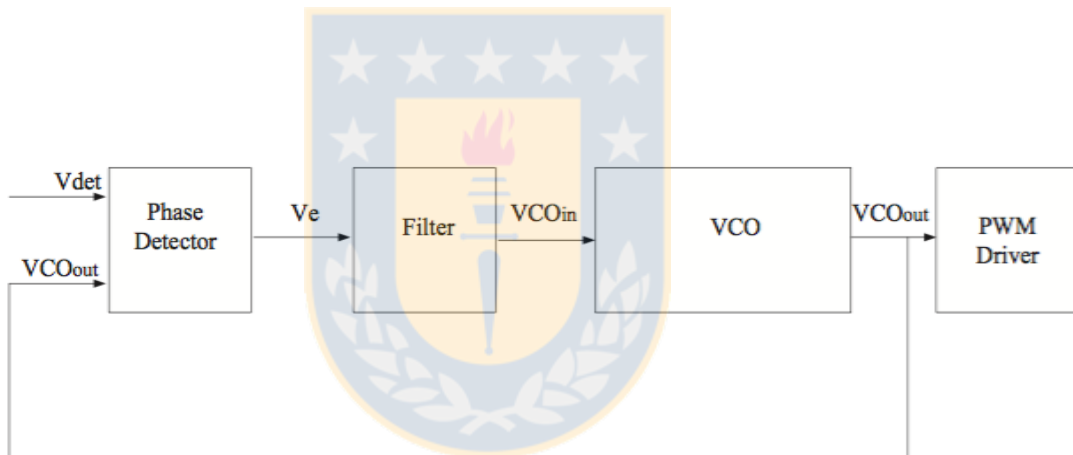 Vdet
Phase
Detector
VCOout
Ve
Filter
VCOin
VCO
VCOout
PWM
Driver